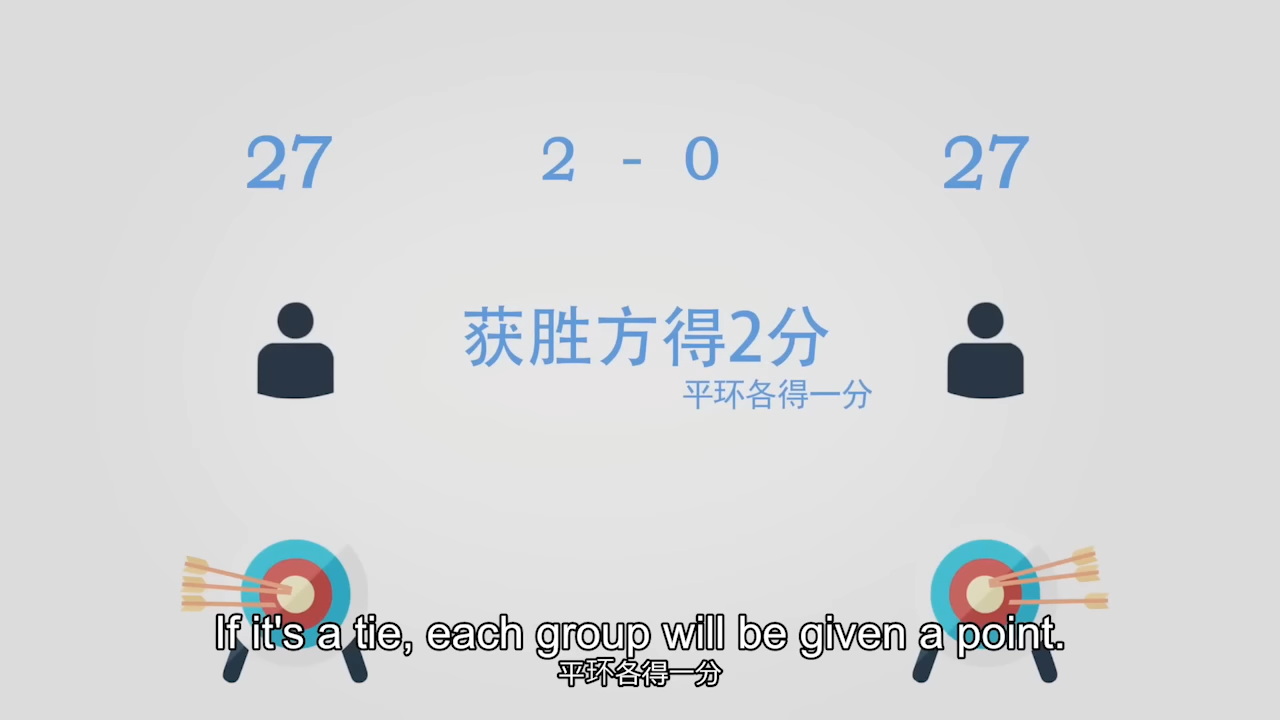 27 2 - 0 27
获胜方得2分
平环各得一分
If it's a tie, each group will be given a point.
平环各得一分